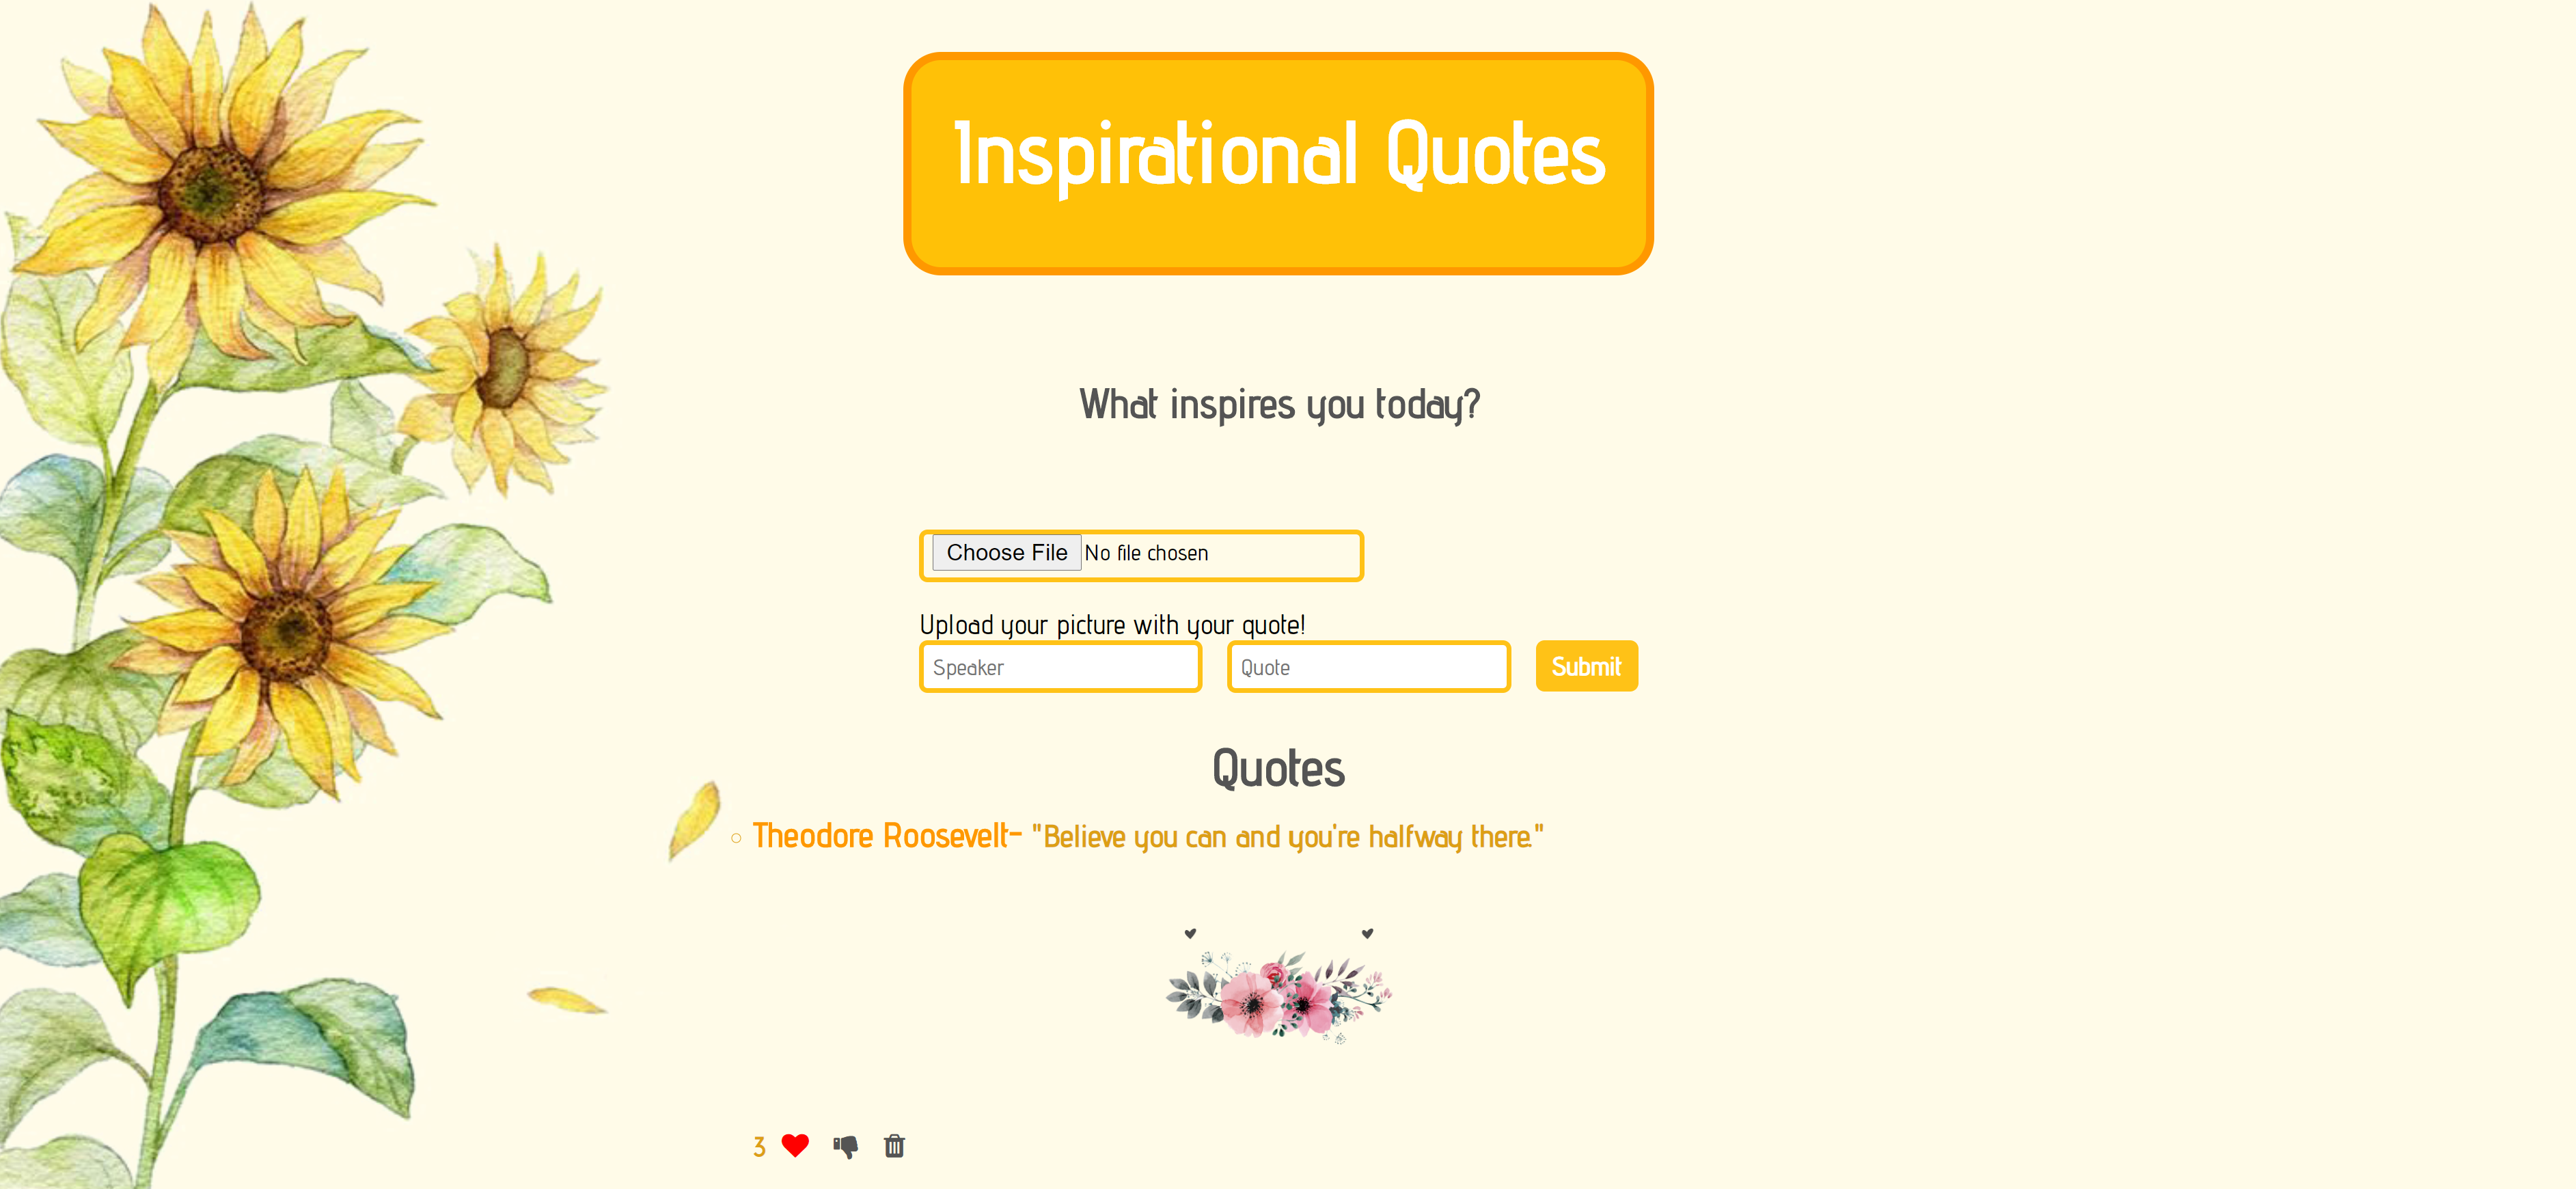 Inspirational Quotes
What inspires you today?
Choose File No file chosen
Upload your picture with your quote!
Speaker Quote Submit
Quotes
Theodore Roosevelt- "Believe you can and you're halfway there."
3